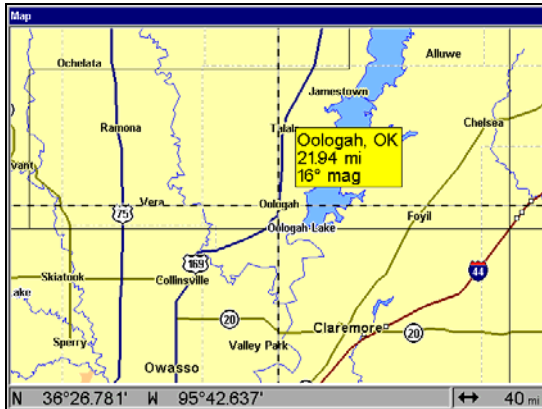 Map
Ochelata
Alluwe
Jamestown
Ramona
Talala
Chelsea
Oologah, OK
21.94 mi
16° mag
vant
Vera
Oologah
75
Foyil
Oologah Lake
169
44
Skiatook
Collinsville
ake
20
Claremore
20
Sperry
Valley Park
Owasso
N 36°26.781' W 95°42.637' ↔ 40 mi